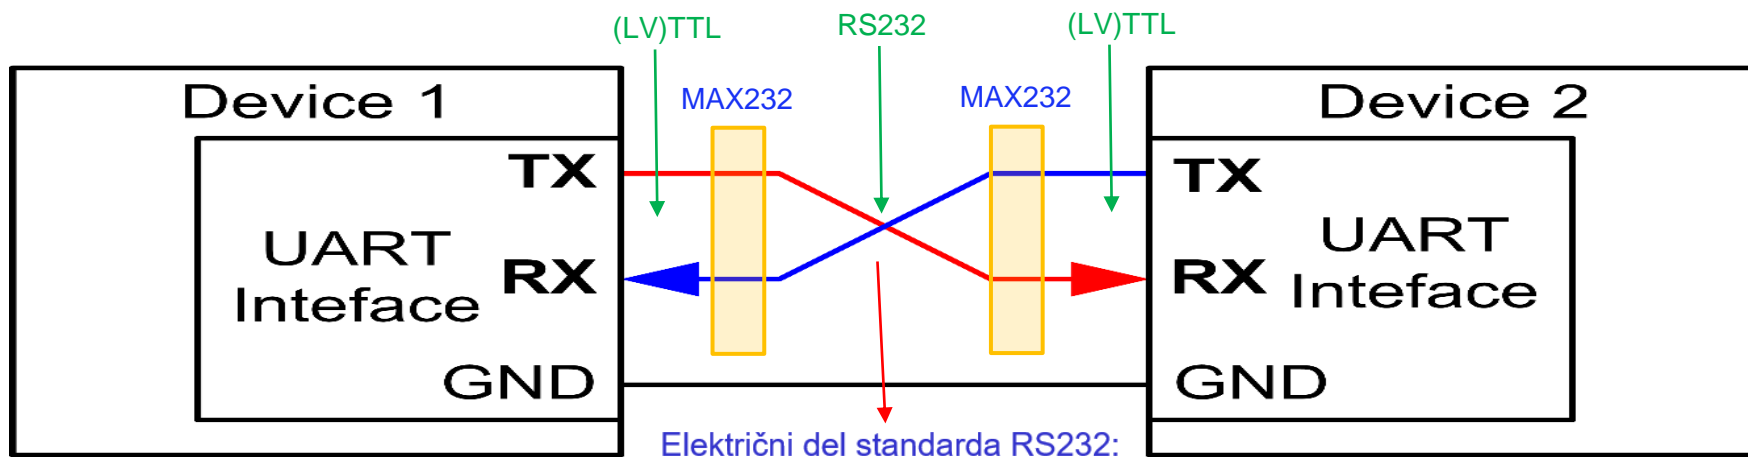 (LV)TTL
RS232
(LV)TTL
MAX232
MAX232
Device 1
TX
UART
Inteface
RX
GND
Device 2
TX
UART
Inteface
RX
GND
Električni del standarda RS232: